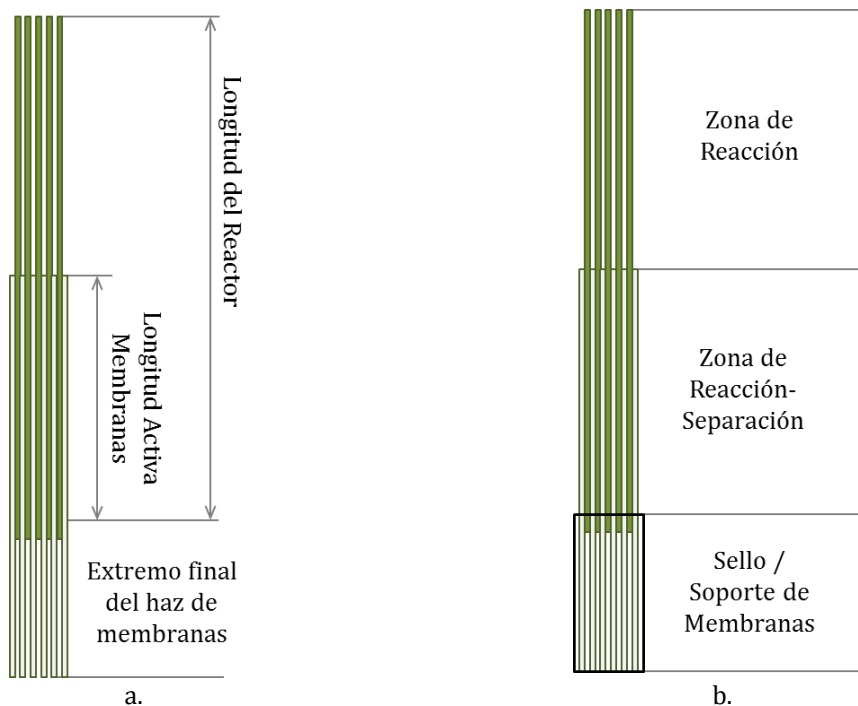 Longitud del Reactor
Longitud Activa
Membranas
Extremo final
del haz de
membranas
a.
Zona de
Reacción
Zona de
Reacción-
Separación
Sello /
Soporte de
Membranas
b.